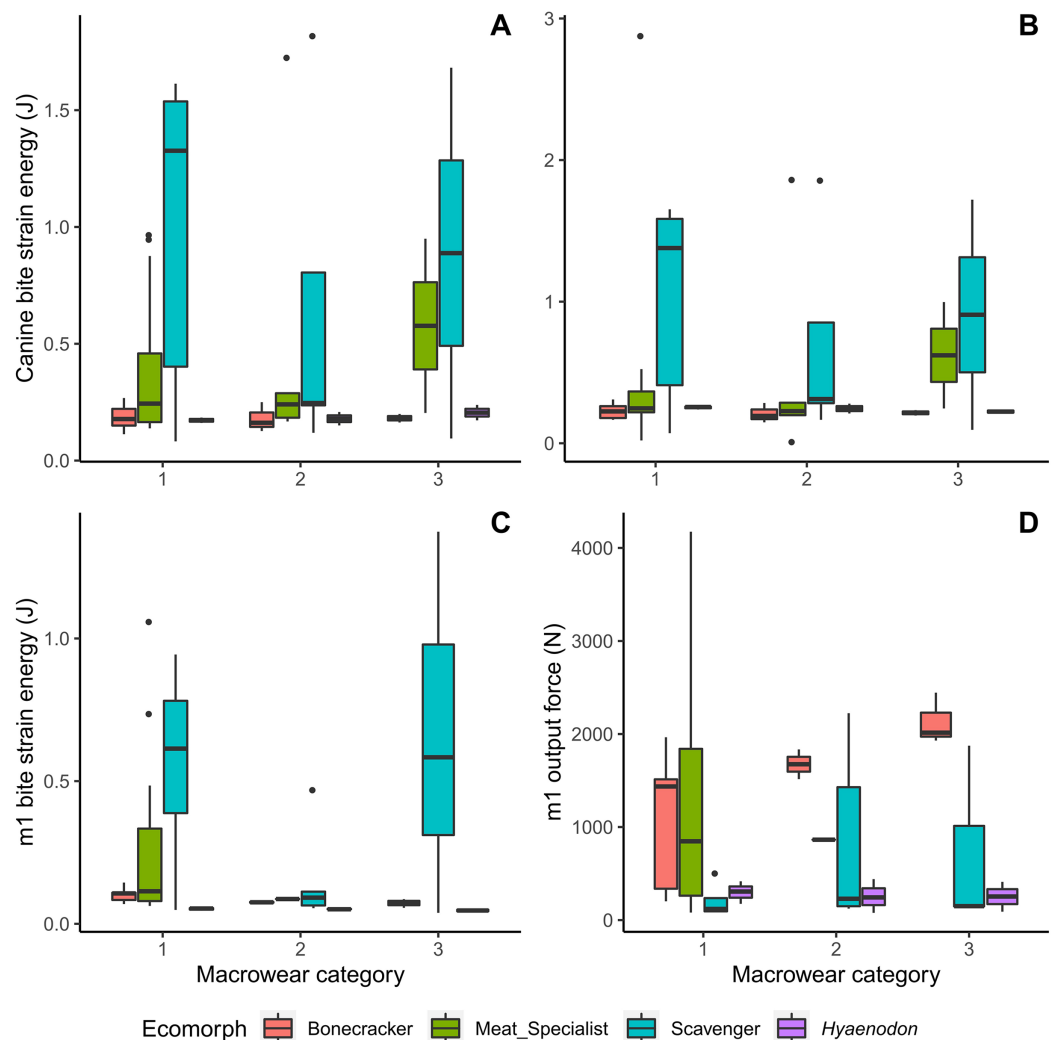 A
Canine bite strain energy (J)
1.5
1.0
0.5
0.0
1 2 3
B
3
2
1
0
1 2 3
C
m1 bite strain energy (J)
1.0
0.5
0.0
1 2 3
Macrowear category
D
m1 output force (N)
4000
3000
2000
1000
0
1 2 3
Macrowear category
Ecomorph Bonecracker Meat_Specialist Scavenger Hyaenodon